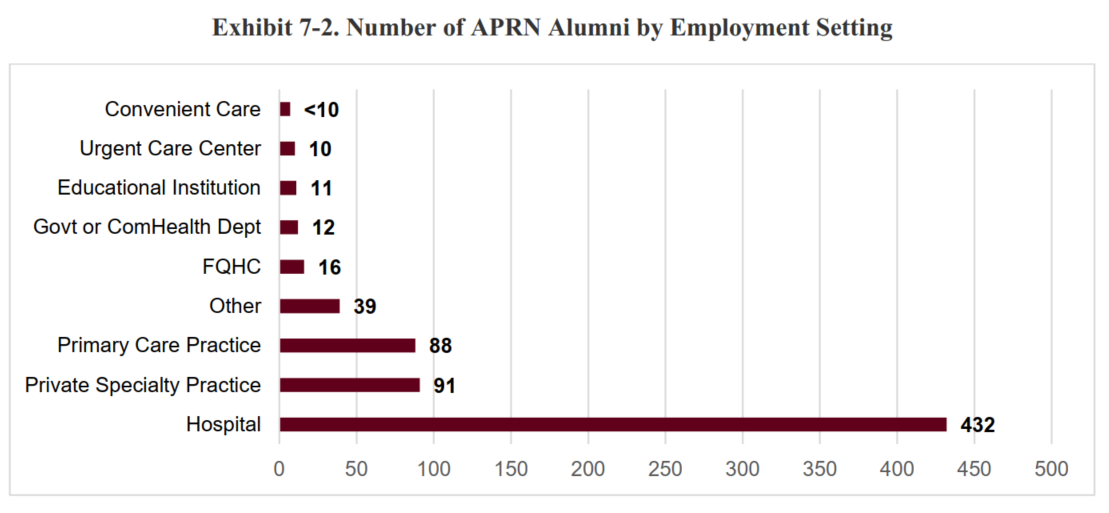 Exhibit 7-2. Number of APRN Alumni by Employment Setting
Convenient Care <10
Urgent Care Center 10
Educational Institution 11
Govt or ComHealth Dept 12
FQHC 16
Other 39
Primary Care Practice 88
Private Specialty Practice 91
Hospital 432
0 50 100 150 200 250 300 350 400 450 500